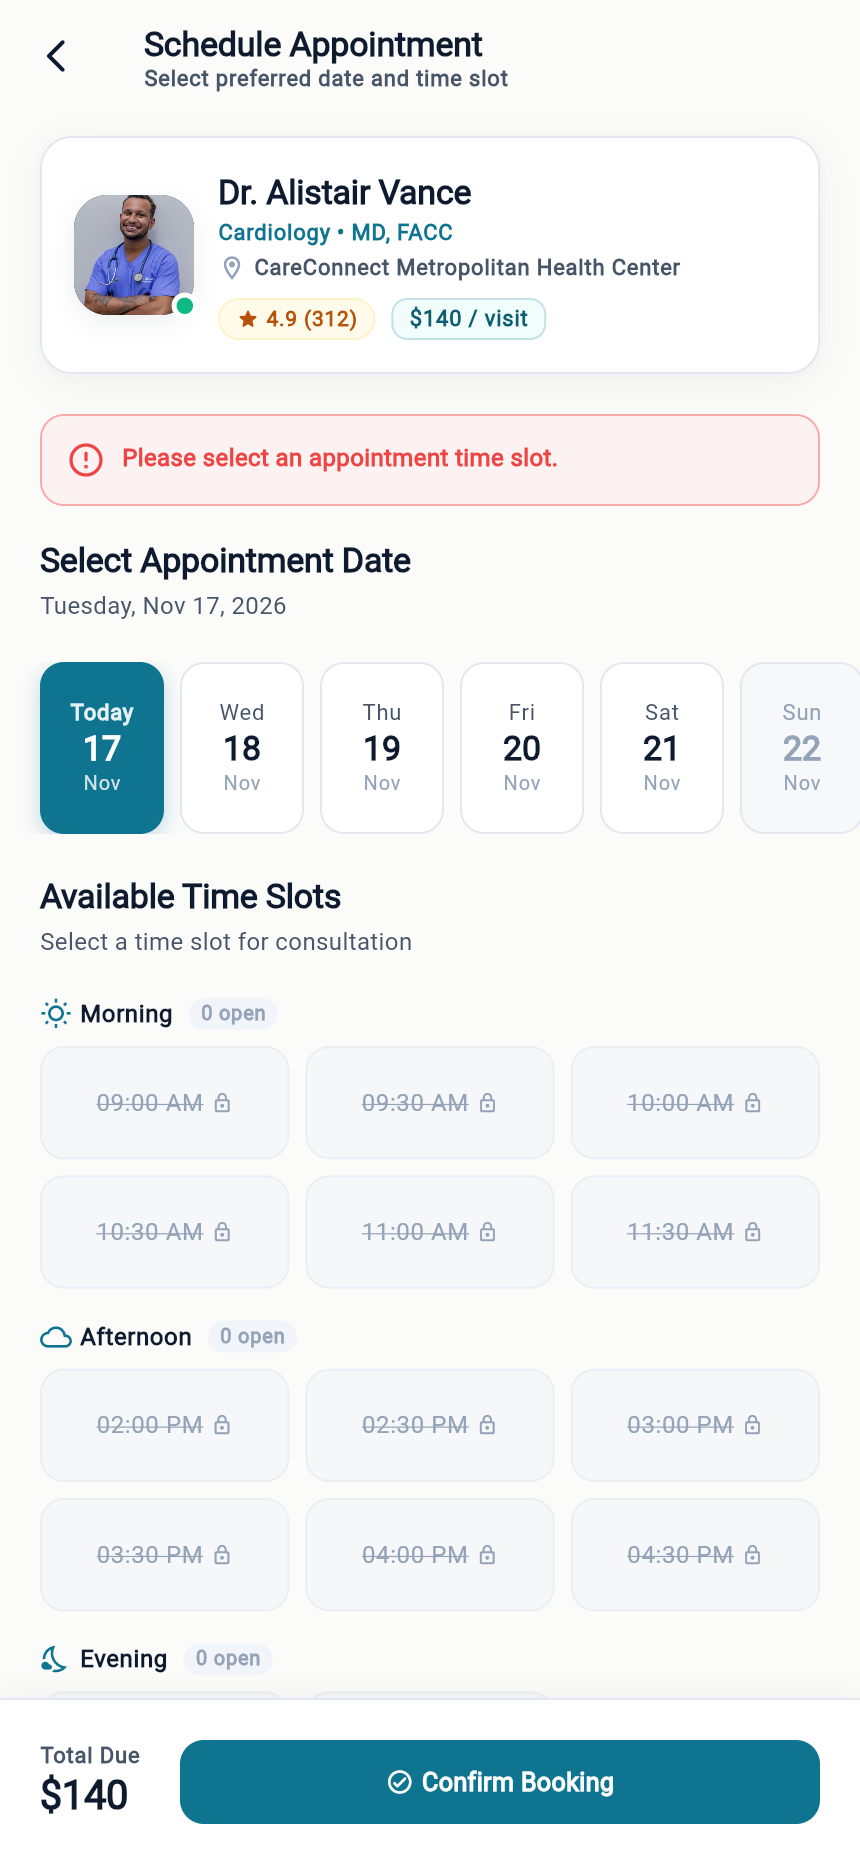 Schedule Appointment
Select preferred date and time slot
Dr. Alistair Vance
Cardiology • MD, FACC
CareConnect Metropolitan Health Center
4.9 (312)
$140 / visit
Please select an appointment time slot.
Select Appointment Date
Tuesday, Nov 17, 2026
Today
17
Nov
Wed
18
Nov
Thu
19
Nov
Fri
20
Nov
Sat
21
Nov
Sun
22
Nov
Available Time Slots
Select a time slot for consultation
Morning
0 open
09:00 AM
09:30 AM
10:00 AM
10:30 AM
11:00 AM
11:30 AM
Afternoon
0 open
02:00 PM
02:30 PM
03:00 PM
03:30 PM
04:00 PM
04:30 PM
Evening
0 open
Total Due
$140
Confirm Booking